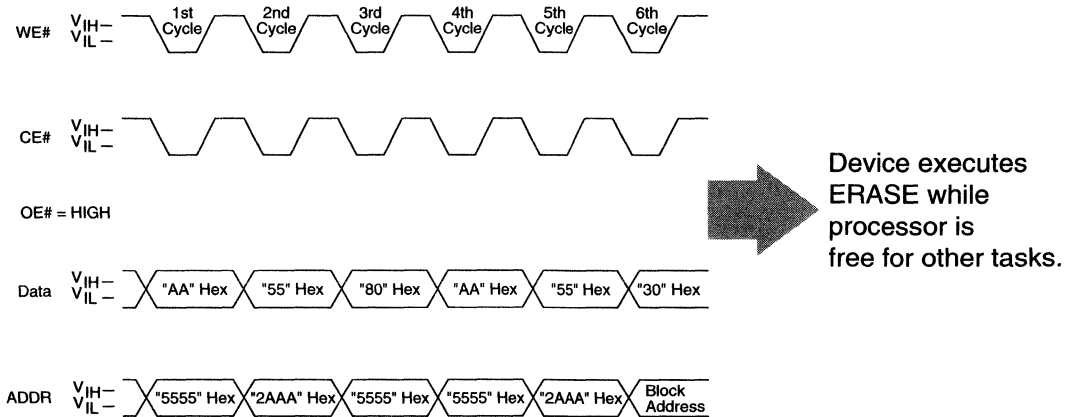 1st 2nd 3rd 4th 5th 6th
WE# VIH Cycle Cycle Cycle Cycle Cycle Cycle
VIL
CE# VIH
VIL
OE# = HIGH
Data VIH "AA" Hex "55" Hex "80" Hex "AA" Hex "55" Hex "30" Hex
VIL
ADDR VIH "5555" Hex "2AAA" Hex "5555" Hex "5555" Hex "2AAA" Hex Block
VIL Address
Device executes
ERASE while
processor is
free for other tasks.